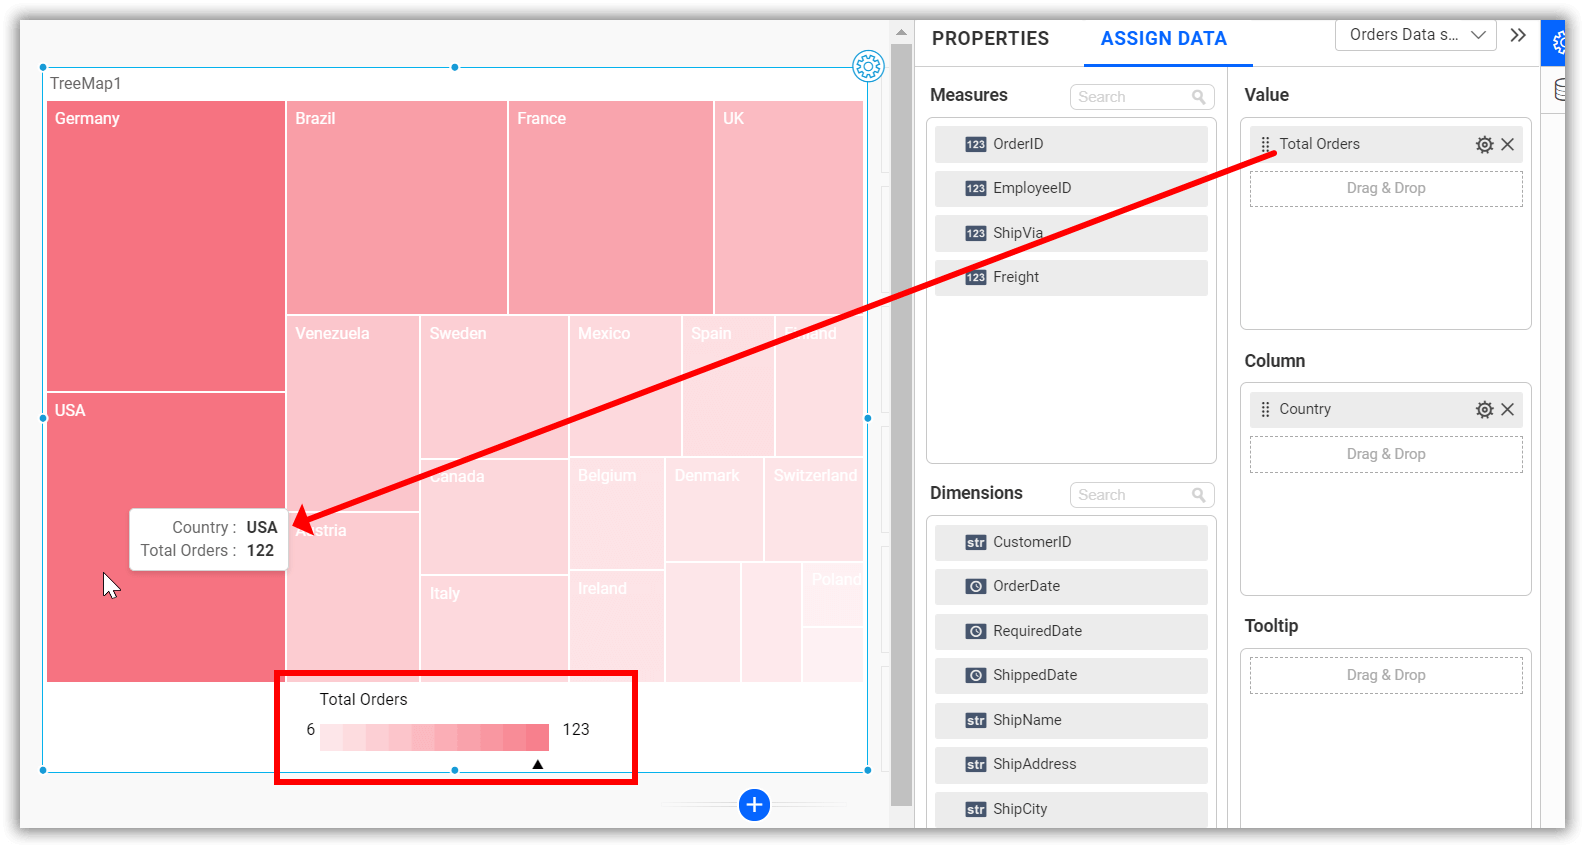 TreeMap1
Germany
Brazil
France
UK
Venezuela
Sweden
Mexico
Spain
Finland
USA
Canada
Belgium
Denmark
Switzerland
Austria
Country : USA
Total Orders : 122
Italy
Ireland
Poland
Total Orders
6
123
PROPERTIES
ASSIGN DATA
Orders Data s...
Measures
Search
123 OrderID
123 EmployeeID
123 ShipVia
123 Freight
Dimensions
Search
str CustomerID
OrderDate
RequiredDate
ShippedDate
str ShipName
str ShipAddress
str ShipCity
Value
Total Orders
Drag & Drop
Column
Country
Drag & Drop
Tooltip
Drag & Drop